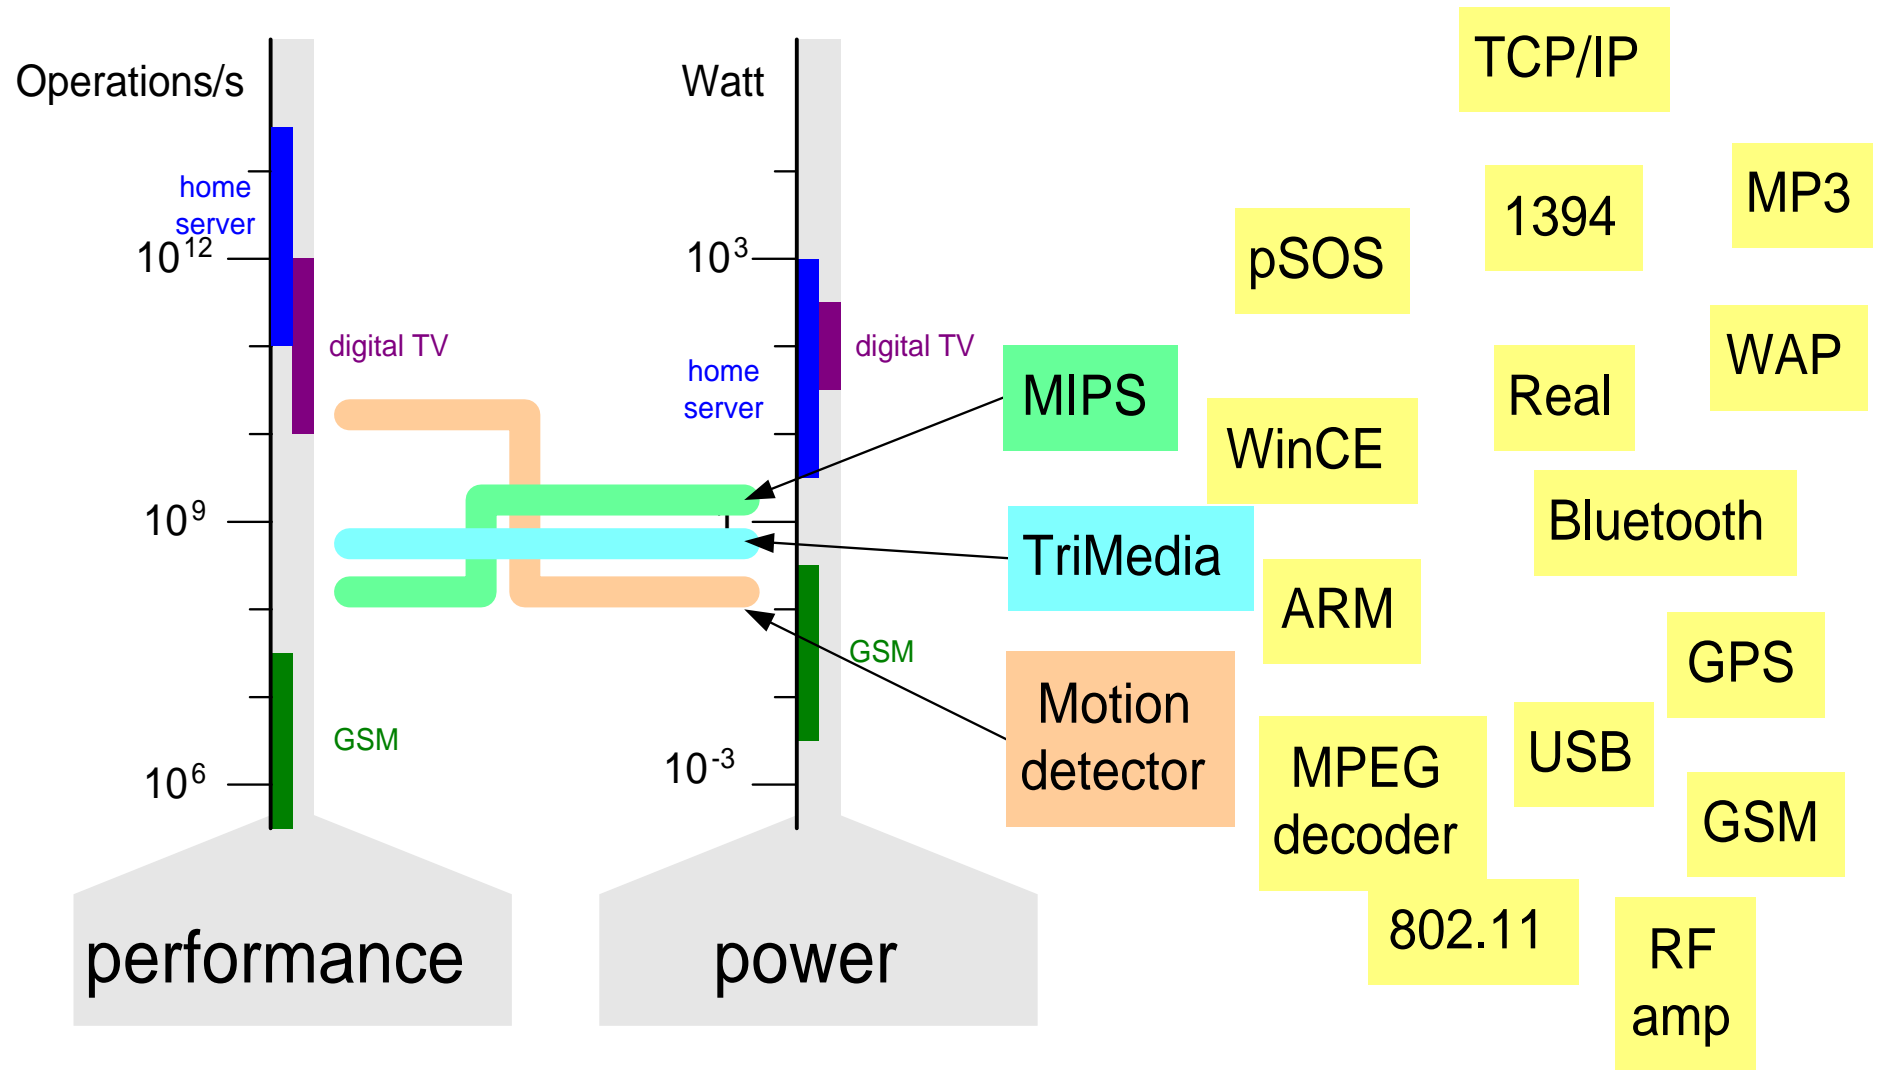 Operations/s
home
server
10¹²
digital TV
10⁹
GSM
10⁶
performance
Watt
10³
digital TV
home
server
1
GSM
10⁻³
power
MIPS
TriMedia
Motion
detector
TCP/IP
MP3
1394
pSOS
WAP
Real
WinCE
Bluetooth
ARM
GPS
USB
MPEG
decoder
GSM
802.11
RF
amp